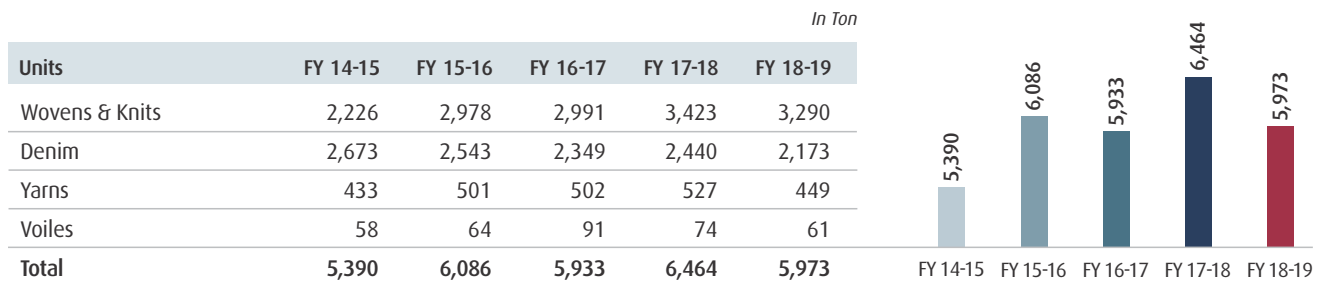 In Ton
Units FY 14-15 FY 15-16 FY 16-17 FY 17-18 FY 18-19
Wovens & Knits 2,226 2,978 2,991 3,423 3,290
Denim 2,673 2,543 2,349 2,440 2,173
Yarns 433 501 502 527 449
Voiles 58 64 91 74 61
Total 5,390 6,086 5,933 6,464 5,973
5,390 6,086 5,933 6,464 5,973
FY 14-15 FY 15-16 FY 16-17 FY 17-18 FY 18-19